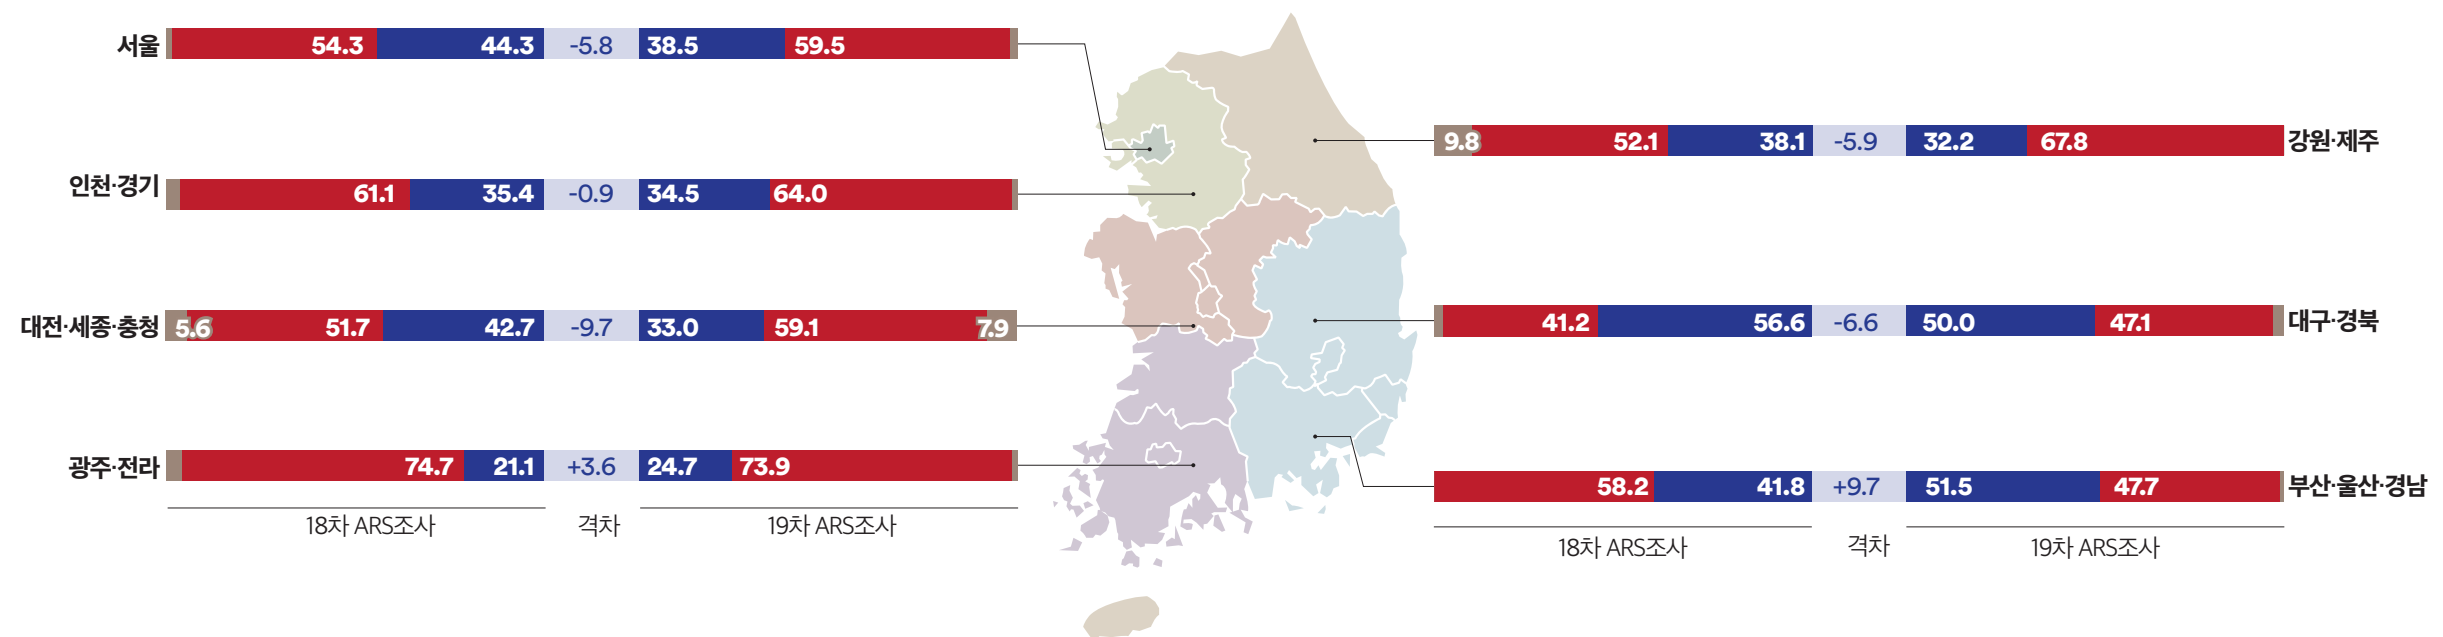 서울 54.3 44.3 -5.8 38.5 59.5
인천·경기 61.1 35.4 -0.9 34.5 64.0
대전·세종·충청 5.6 51.7 42.7 -9.7 33.0 59.1 7.9
광주·전라 74.7 21.1 +3.6 24.7 73.9
18차 ARS조사 격차 19차 ARS조사
9.8 52.1 38.1 -5.9 32.2 67.8 강원·제주
41.2 56.6 -6.6 50.0 47.1 대구·경북
58.2 41.8 +9.7 51.5 47.7 부산·울산·경남
18차 ARS조사 격차 19차 ARS조사